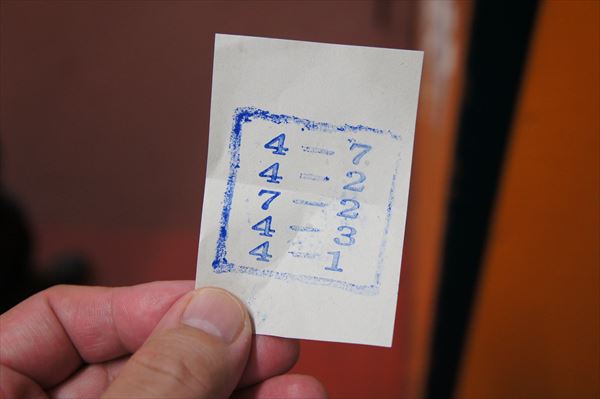 4 — 7
4 — 2
7 — 2
4 — 3
4 — 1